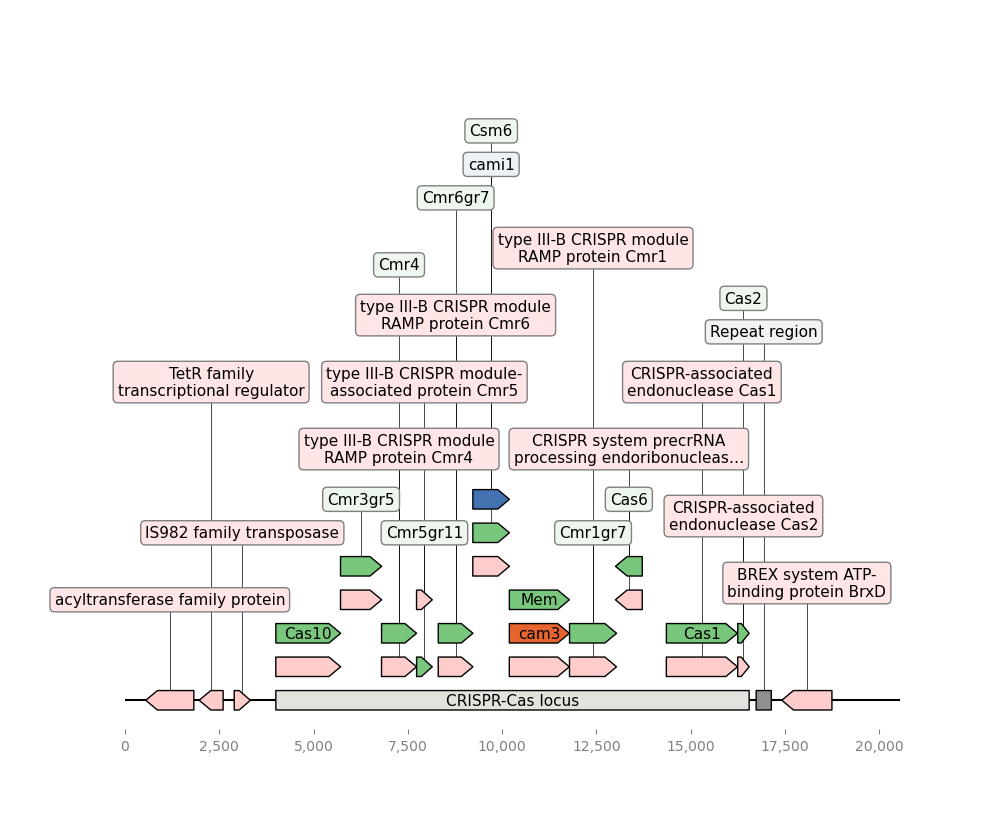 Csm6
cami1
Cmr6gr7
type III-B CRISPR module
RAMP protein Cmr1
Cmr4
Cas2
type III-B CRISPR module
RAMP protein Cmr6
Repeat region
TetR family
transcriptional regulator
type III-B CRISPR module-
associated protein Cmr5
CRISPR-associated
endonuclease Cas1
type III-B CRISPR module
RAMP protein Cmr4
CRISPR system precrRNA
processing endoribonucleas…
Cmr3gr5
Cas6
CRISPR-associated
endonuclease Cas2
IS982 family transposase
Cmr5gr11
Cmr1gr7
BREX system ATP-
binding protein BrxD
acyltransferase family protein
Mem
Cas10
cam3
Cas1
CRISPR-Cas locus
0 2,500 5,000 7,500 10,000 12,500 15,000 17,500 20,000